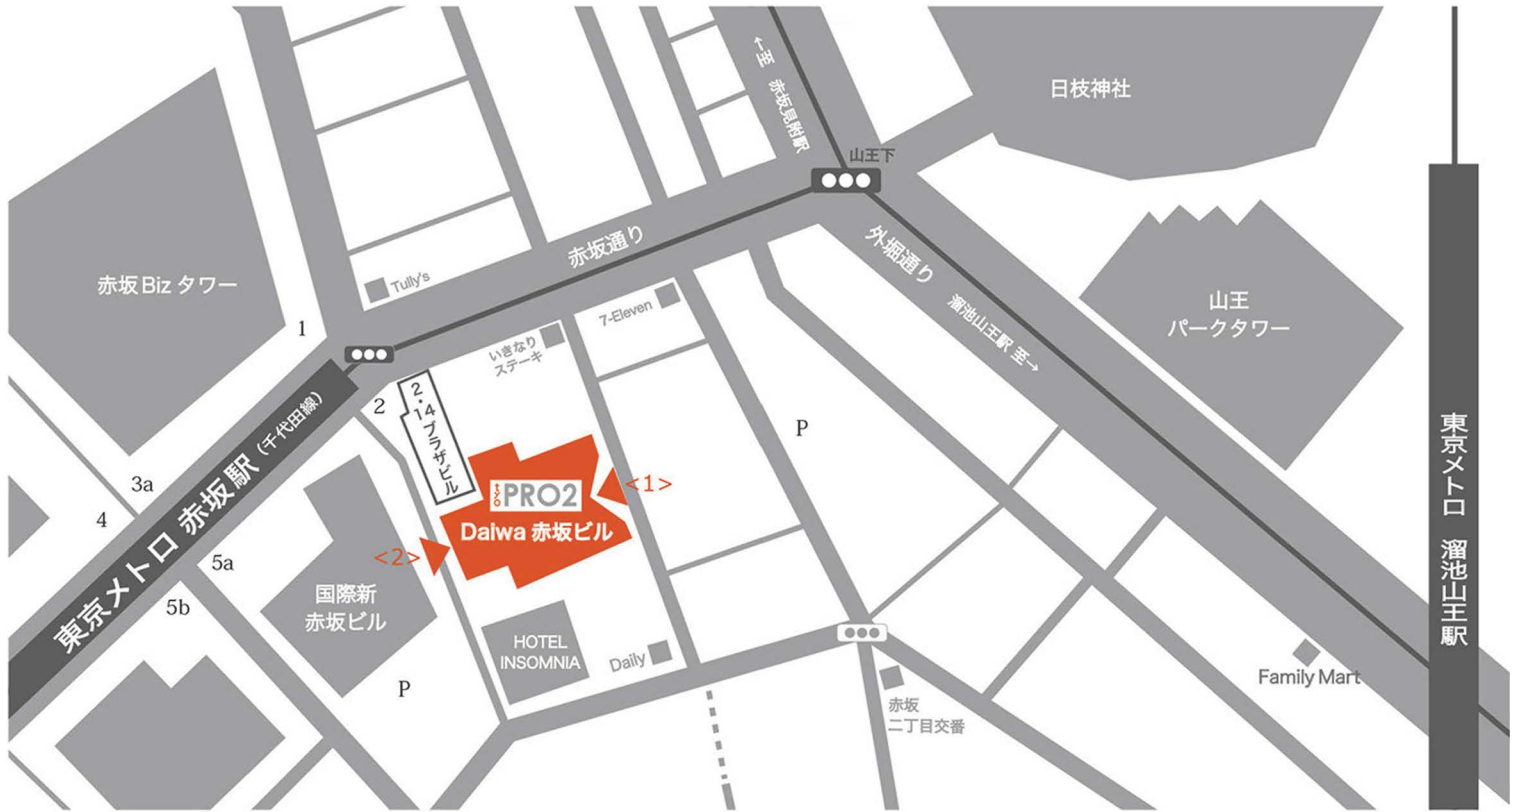 ←至 赤坂見附駅
日枝神社
山王下
赤坂通り
外堀通り
溜池山王駅 至→
赤坂Biz タワー
Tully's
1
7-Eleven
いきなり
ステーキ
山王
パークタワー
2
2・14プラザビル
東京メトロ 赤坂駅 (千代田線)
P
3a
4
tyo PRO2
Daiwa 赤坂ビル
<1>
<2>
5a
5b
国際新
赤坂ビル
P
HOTEL
INSOMNIA
Daily
赤坂
二丁目交番
Family Mart
東京メトロ 溜池山王駅